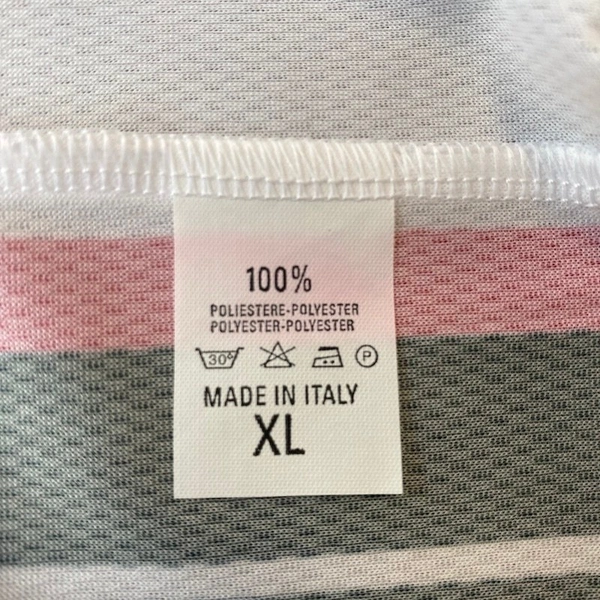 100%
POLIESTERE-POLYESTER
POLYESTER-POLYESTER
30° P
MADE IN ITALY
XL